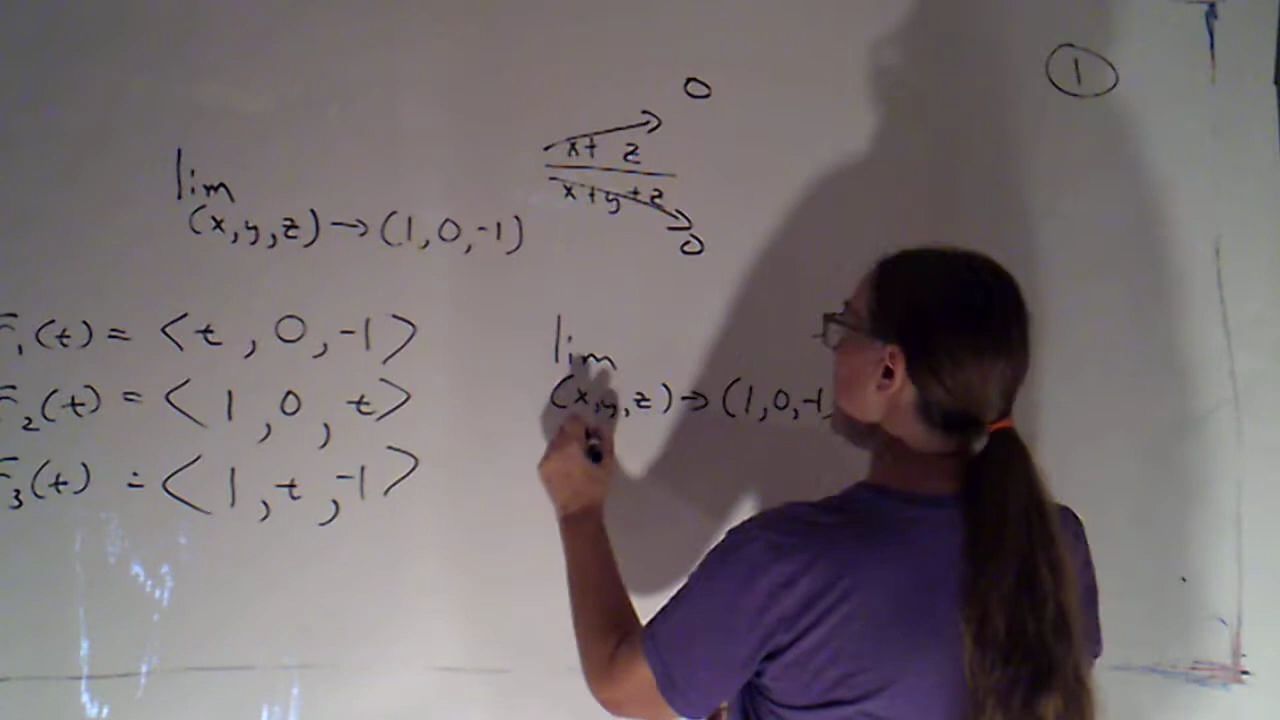 ①
0
x+ z
lim
x+y+z
(x,y,z)→(1,0,-1)
0
r₁(t)= <t,0,-1>
lim
(x,y,z)→(1,0,-1
r₂(t) = <1,0,t>
r₃(t) = <1,t,-1>